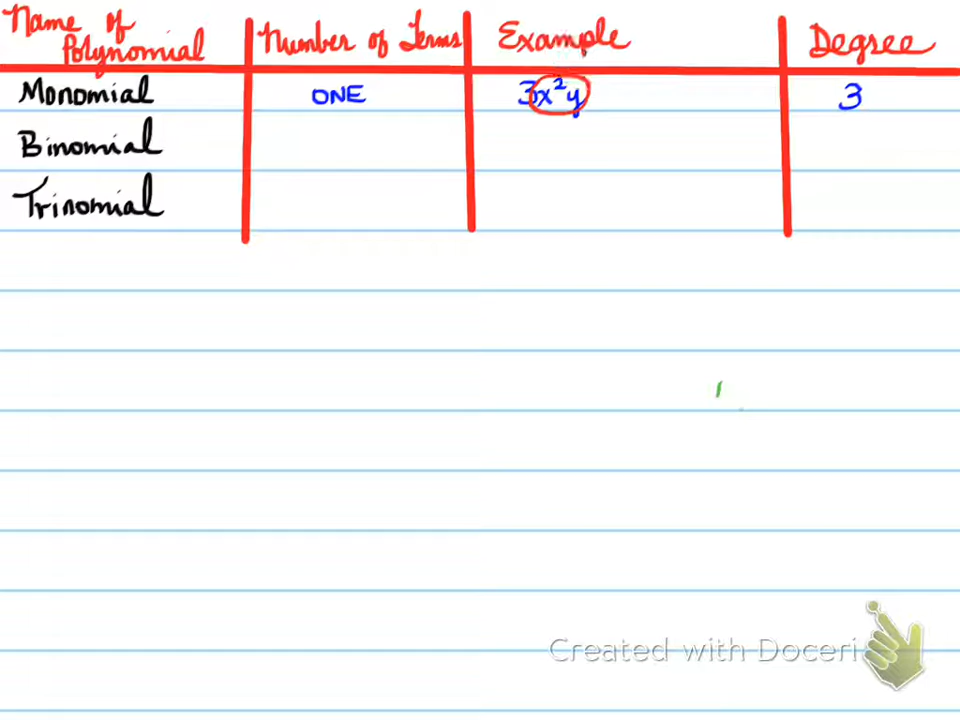 Name of Polynomial Number of Terms Example Degree
Monomial ONE 3x²y 3
Binomial
Trinomial
Created with Doceri